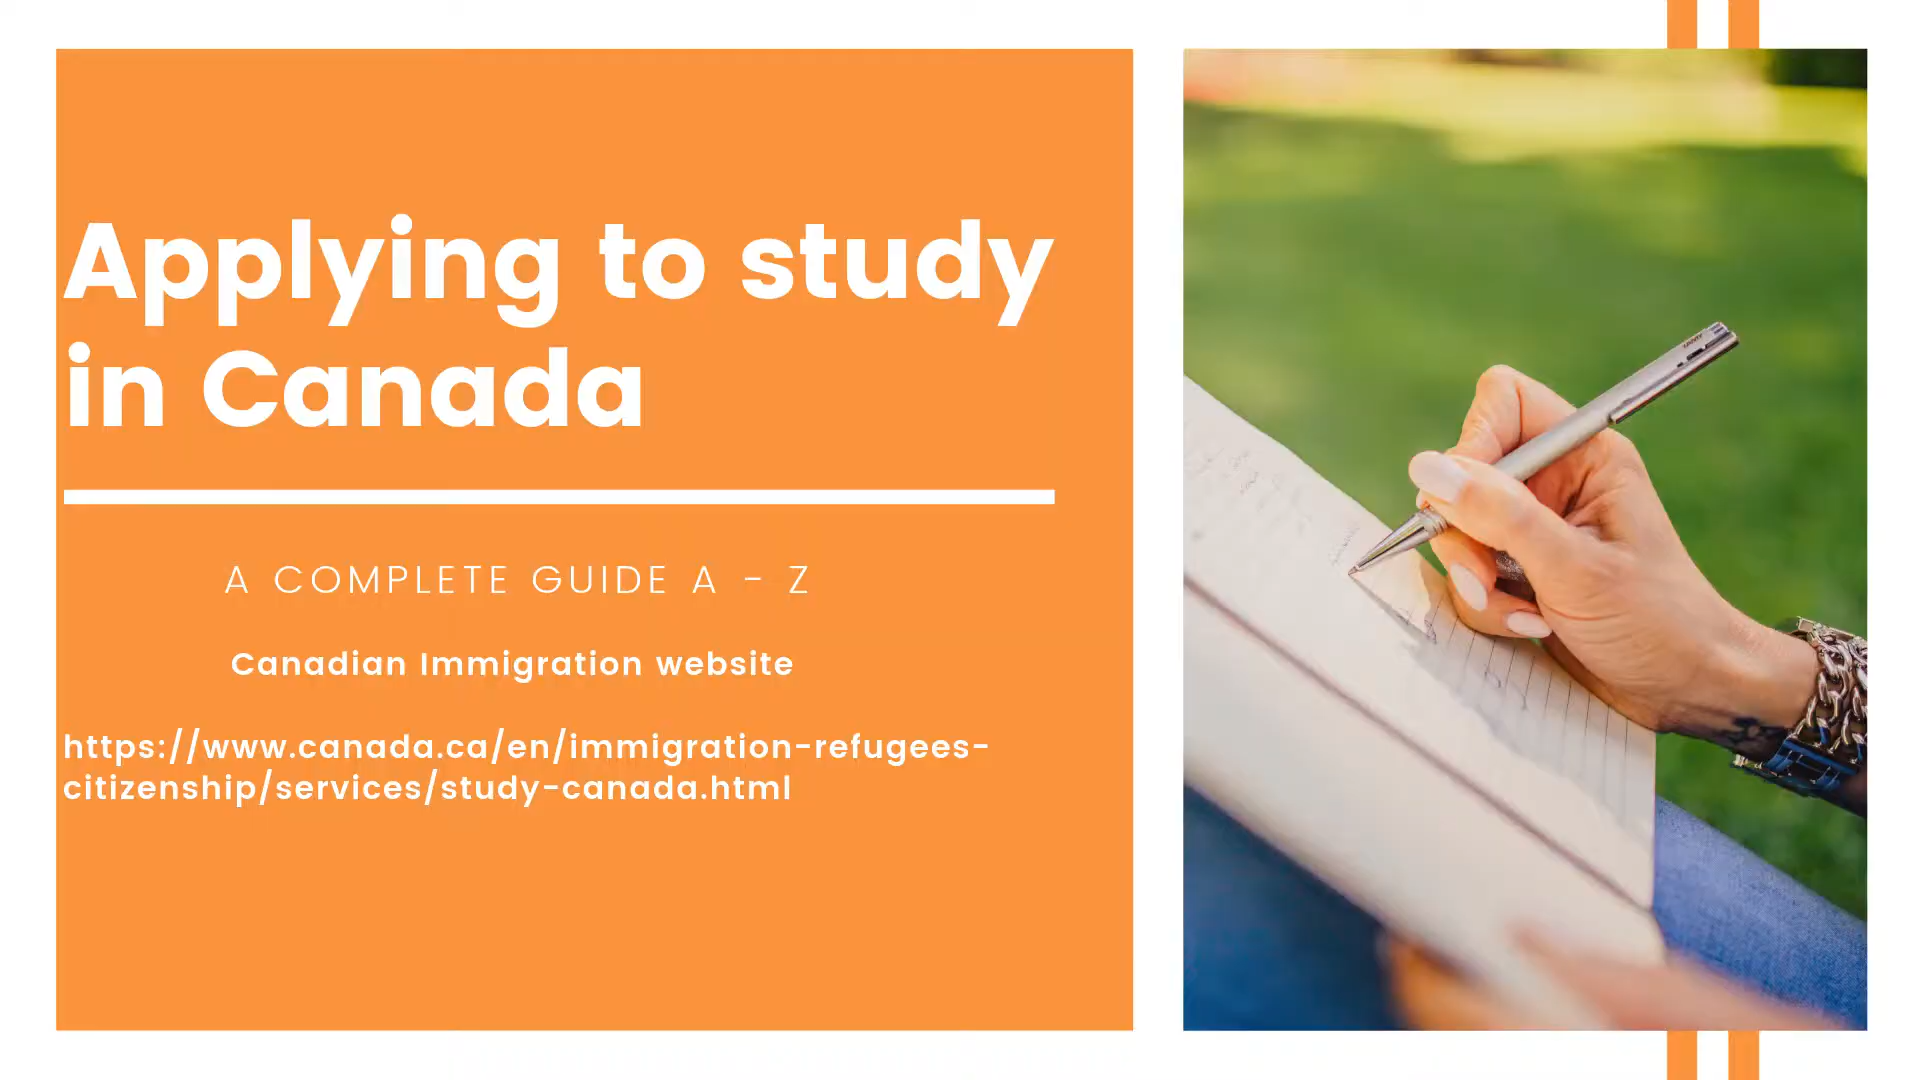 Applying to study
in Canada
A COMPLETE GUIDE A - Z
Canadian Immigration website
https://www.canada.ca/en/immigration-refugees-
citizenship/services/study-canada.html